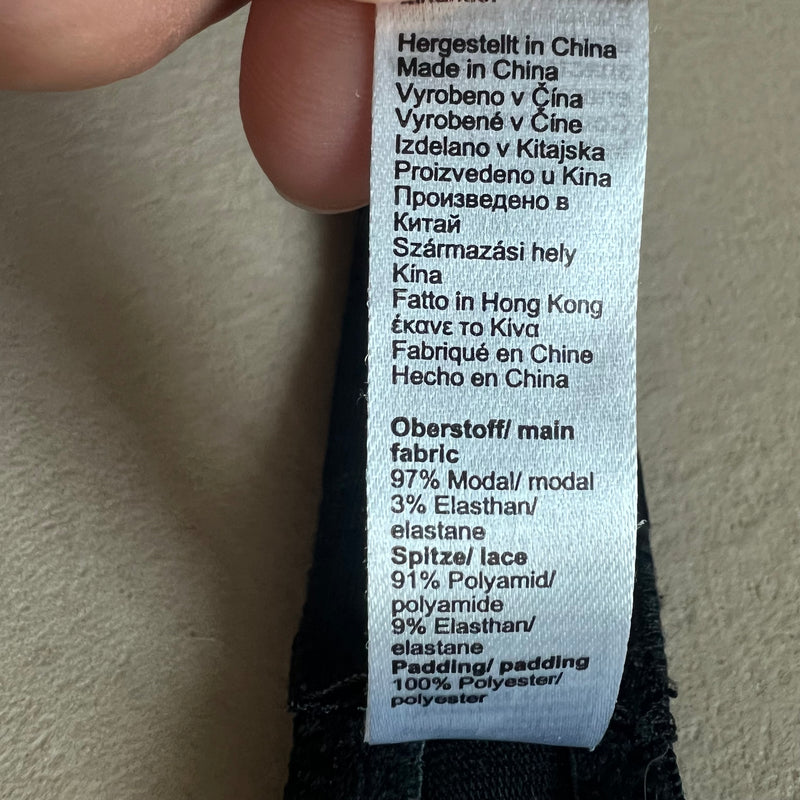 Hergestellt in China
Made in China
Vyrobeno v Čína
Vyrobené v Číne
Izdelano v Kitajska
Proizvedeno u Kina
Произведено в
Китай
Származási hely
Kína
Fatto in Hong Kong
έκανε το Κίνα
Fabriqué en Chine
Hecho en China
Oberstoff/ main
fabric
97% Modal/ modal
3% Elasthan/
elastane
Spitze/ lace
91% Polyamid/
polyamide
9% Elasthan/
elastane
Padding/ padding
100% Polyester/
polyester